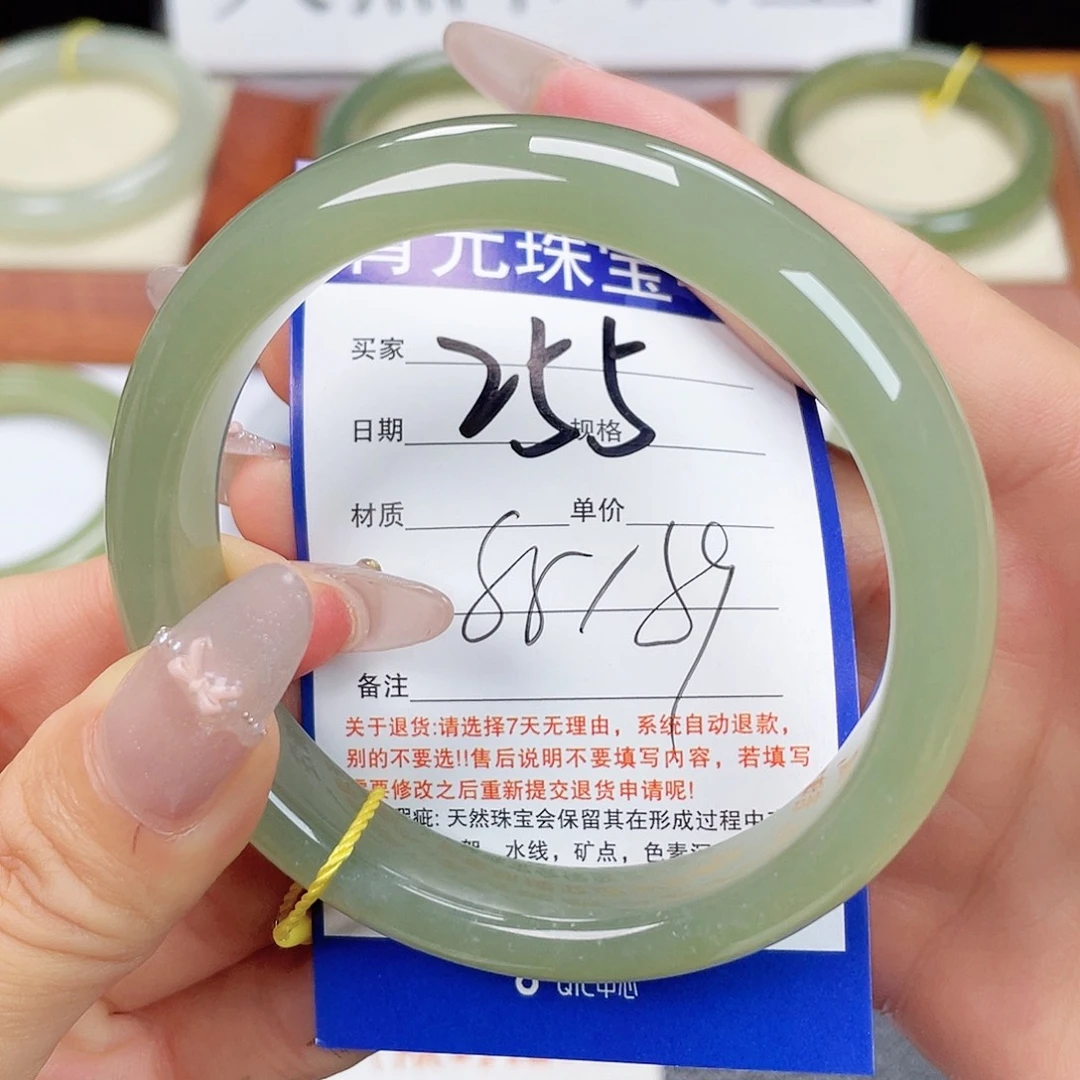 元珠宝
买家 255
日期 规格
材质 单价
88/89
备注
关于退货:请选择7天无理由，系统自动退款，
别的不要选!!售后说明不要填写内容，若填写
要修改之后重新提交退货申请呢!
瑕疵: 天然珠宝会保留其在形成过程中
水线，矿点，色素
QIC中心